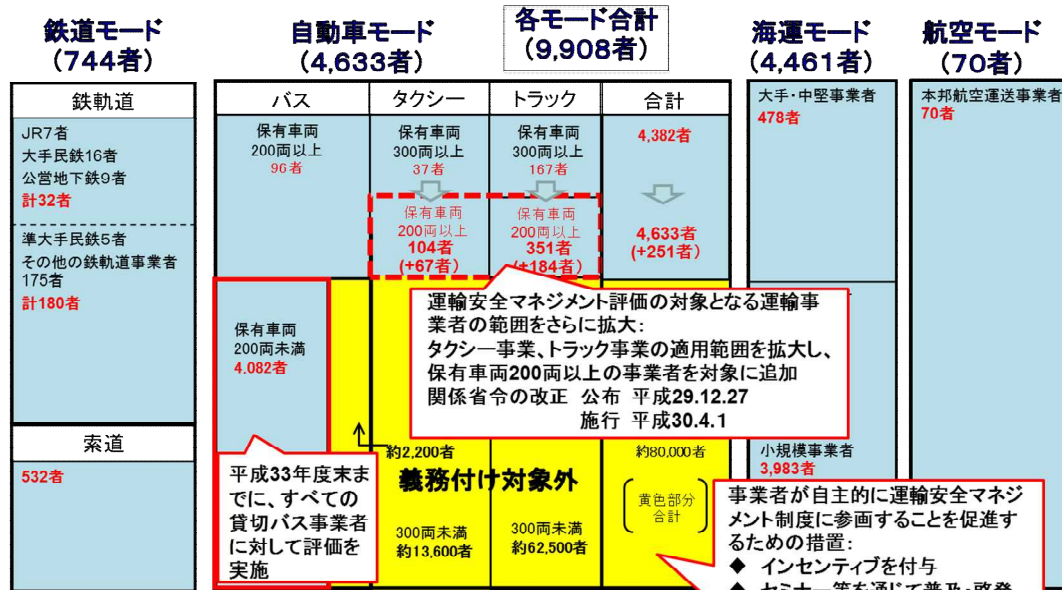 鉄道モード
(744者)
自動車モード
(4,633者)
各モード合計
(9,908者)
海運モード
(4,461者)
航空モード
(70者)
鉄軌道
JR7者
大手民鉄16者
公営地下鉄9者
計32者
準大手民鉄5者
その他の鉄軌道事業者
175者
計180者
索道
532者
バス
保有車両
200両以上
96者
保有車両
200両未満
4,082者
平成33年度末ま
でに、すべての
貸切バス事業者
に対して評価を
実施
タクシー
保有車両
300両以上
37者
保有車両
200両以上
104者
(+67者)
トラック
保有車両
300両以上
167者
保有車両
200両以上
351者
(+184者)
合計
4,382者
4,633者
(+251者)
運輸安全マネジメント評価の対象となる運輸事
業者の範囲をさらに拡大:
タクシー事業、トラック事業の適用範囲を拡大し、
保有車両200両以上の事業者を対象に追加
関係省令の改正 公布 平成29.12.27
施行 平成30.4.1
約2,200者
義務付け対象外
300両未満
約13,600者
300両未満
約62,500者
約80,000者
黄色部分
合計
大手・中堅事業者
478者
小規模事業者
3,983者
本邦航空運送事業者
70者
事業者が自主的に運輸安全マネジ
メント制度に参画することを促進す
るための措置:
◆ インセンティブを付与
◆ セミナー等を通じて普及・啓発